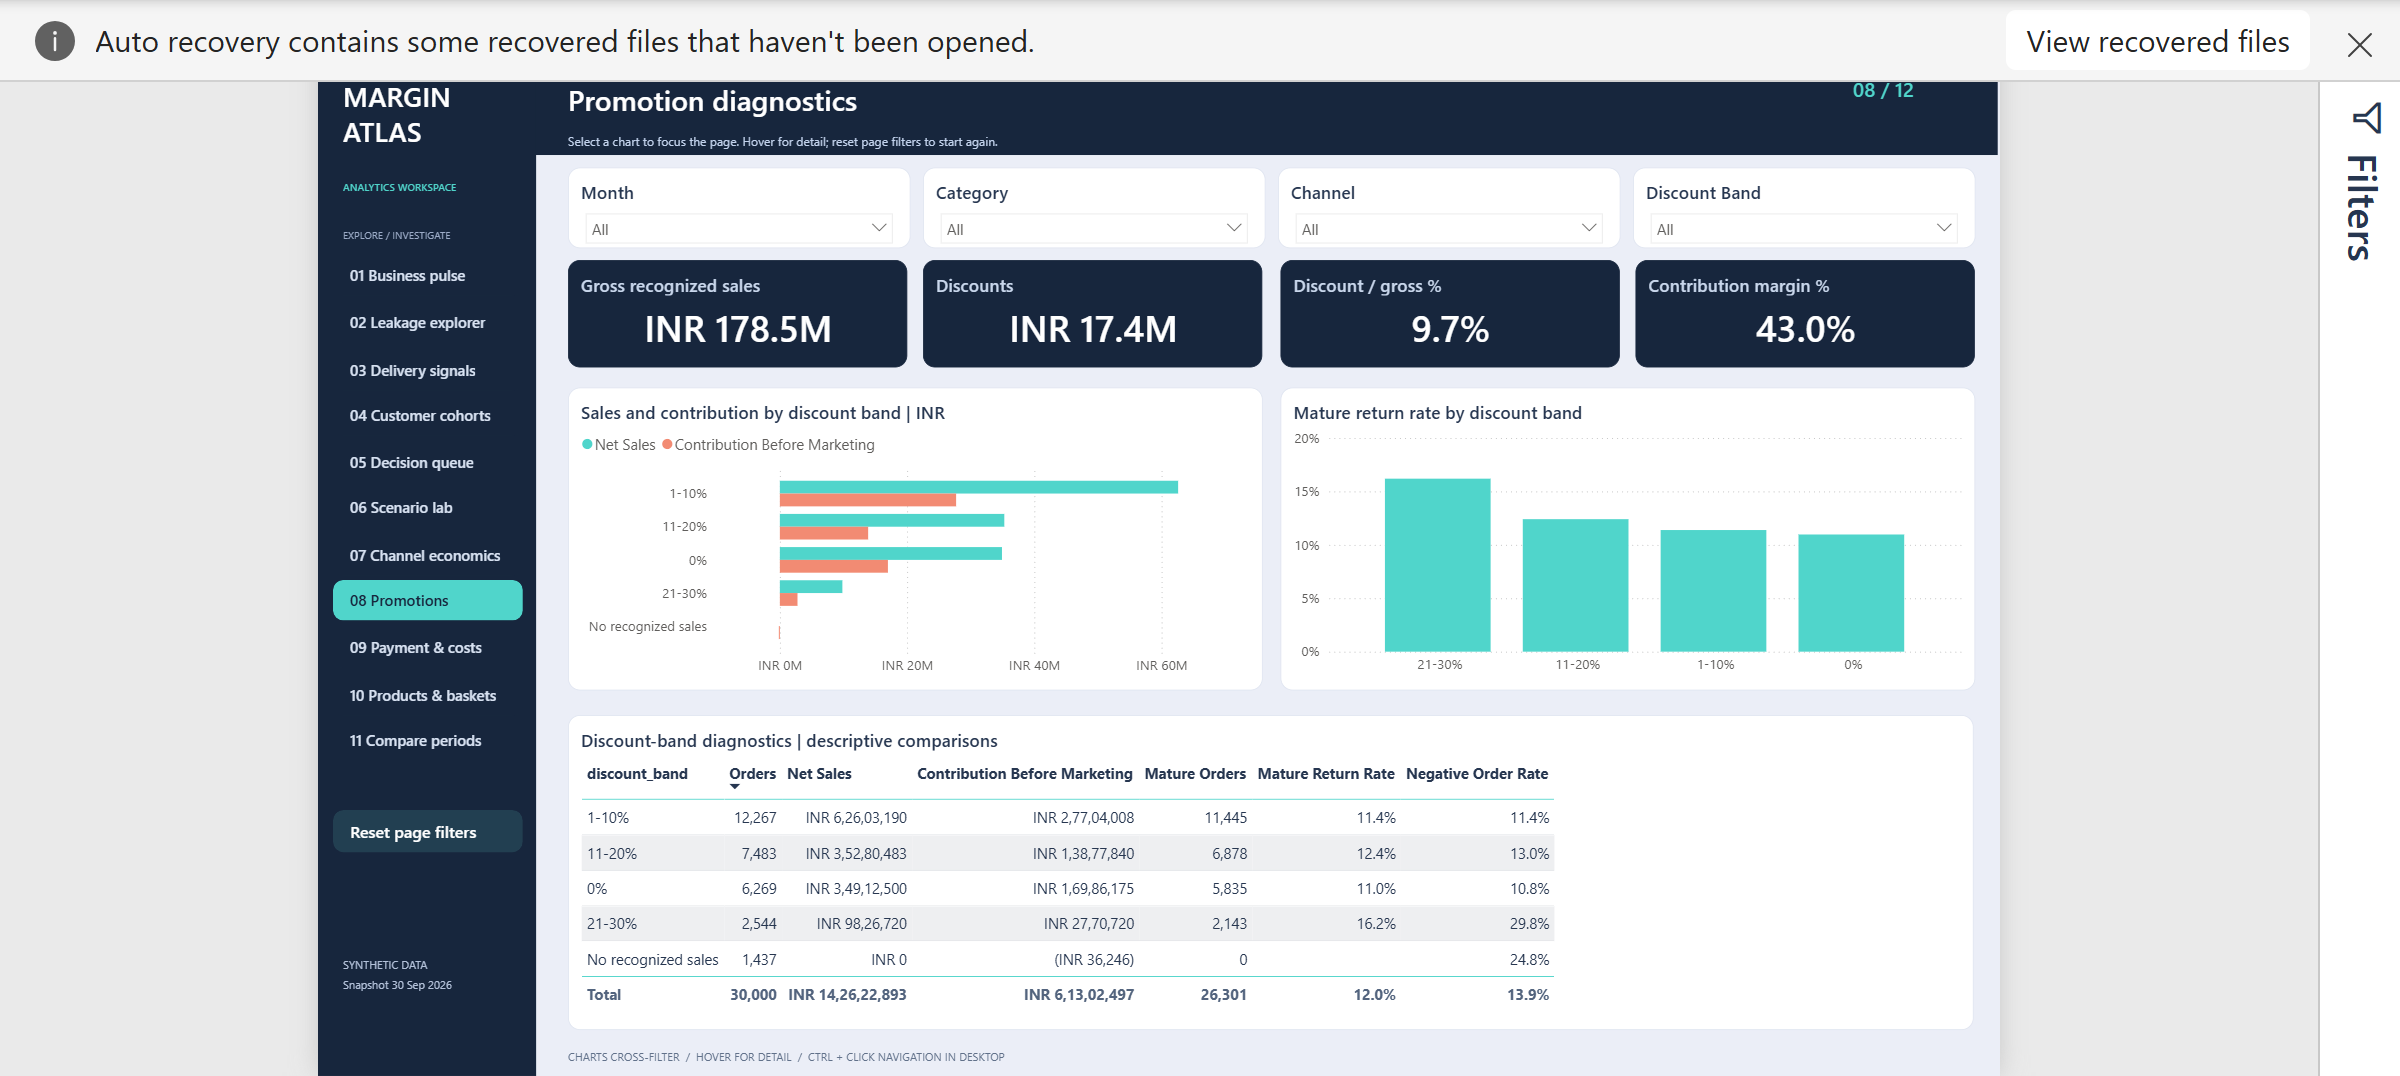 Auto recovery contains some recovered files that haven't been opened.
View recovered files
MARGIN
ATLAS
ANALYTICS WORKSPACE
EXPLORE / INVESTIGATE
01 Business pulse
02 Leakage explorer
03 Delivery signals
04 Customer cohorts
05 Decision queue
06 Scenario lab
07 Channel economics
08 Promotions
09 Payment & costs
10 Products & baskets
11 Compare periods
Reset page filters
SYNTHETIC DATA
Snapshot 30 Sep 2026
Promotion diagnostics
08 / 12
Select a chart to focus the page. Hover for detail; reset page filters to start again.
Month
All
Category
All
Channel
All
Discount Band
All
Gross recognized sales
INR 178.5M
Discounts
INR 17.4M
Discount / gross %
9.7%
Contribution margin %
43.0%
Sales and contribution by discount band | INR
Net Sales Contribution Before Marketing
1-10%
11-20%
0%
21-30%
No recognized sales
INR 0M INR 20M INR 40M INR 60M
Mature return rate by discount band
20%
15%
10%
5%
0%
21-30% 11-20% 1-10% 0%
Discount-band diagnostics | descriptive comparisons
discount_band Orders Net Sales Contribution Before Marketing Mature Orders Mature Return Rate Negative Order Rate
1-10% 12,267 INR 6,26,03,190 INR 2,77,04,008 11,445 11.4% 11.4%
11-20% 7,483 INR 3,52,80,483 INR 1,38,77,840 6,878 12.4% 13.0%
0% 6,269 INR 3,49,12,500 INR 1,69,86,175 5,835 11.0% 10.8%
21-30% 2,544 INR 98,26,720 INR 27,70,720 2,143 16.2% 29.8%
No recognized sales 1,437 INR 0 (INR 36,246) 0 24.8%
Total 30,000 INR 14,26,22,893 INR 6,13,02,497 26,301 12.0% 13.9%
CHARTS CROSS-FILTER / HOVER FOR DETAIL / CTRL + CLICK NAVIGATION IN DESKTOP
Filters